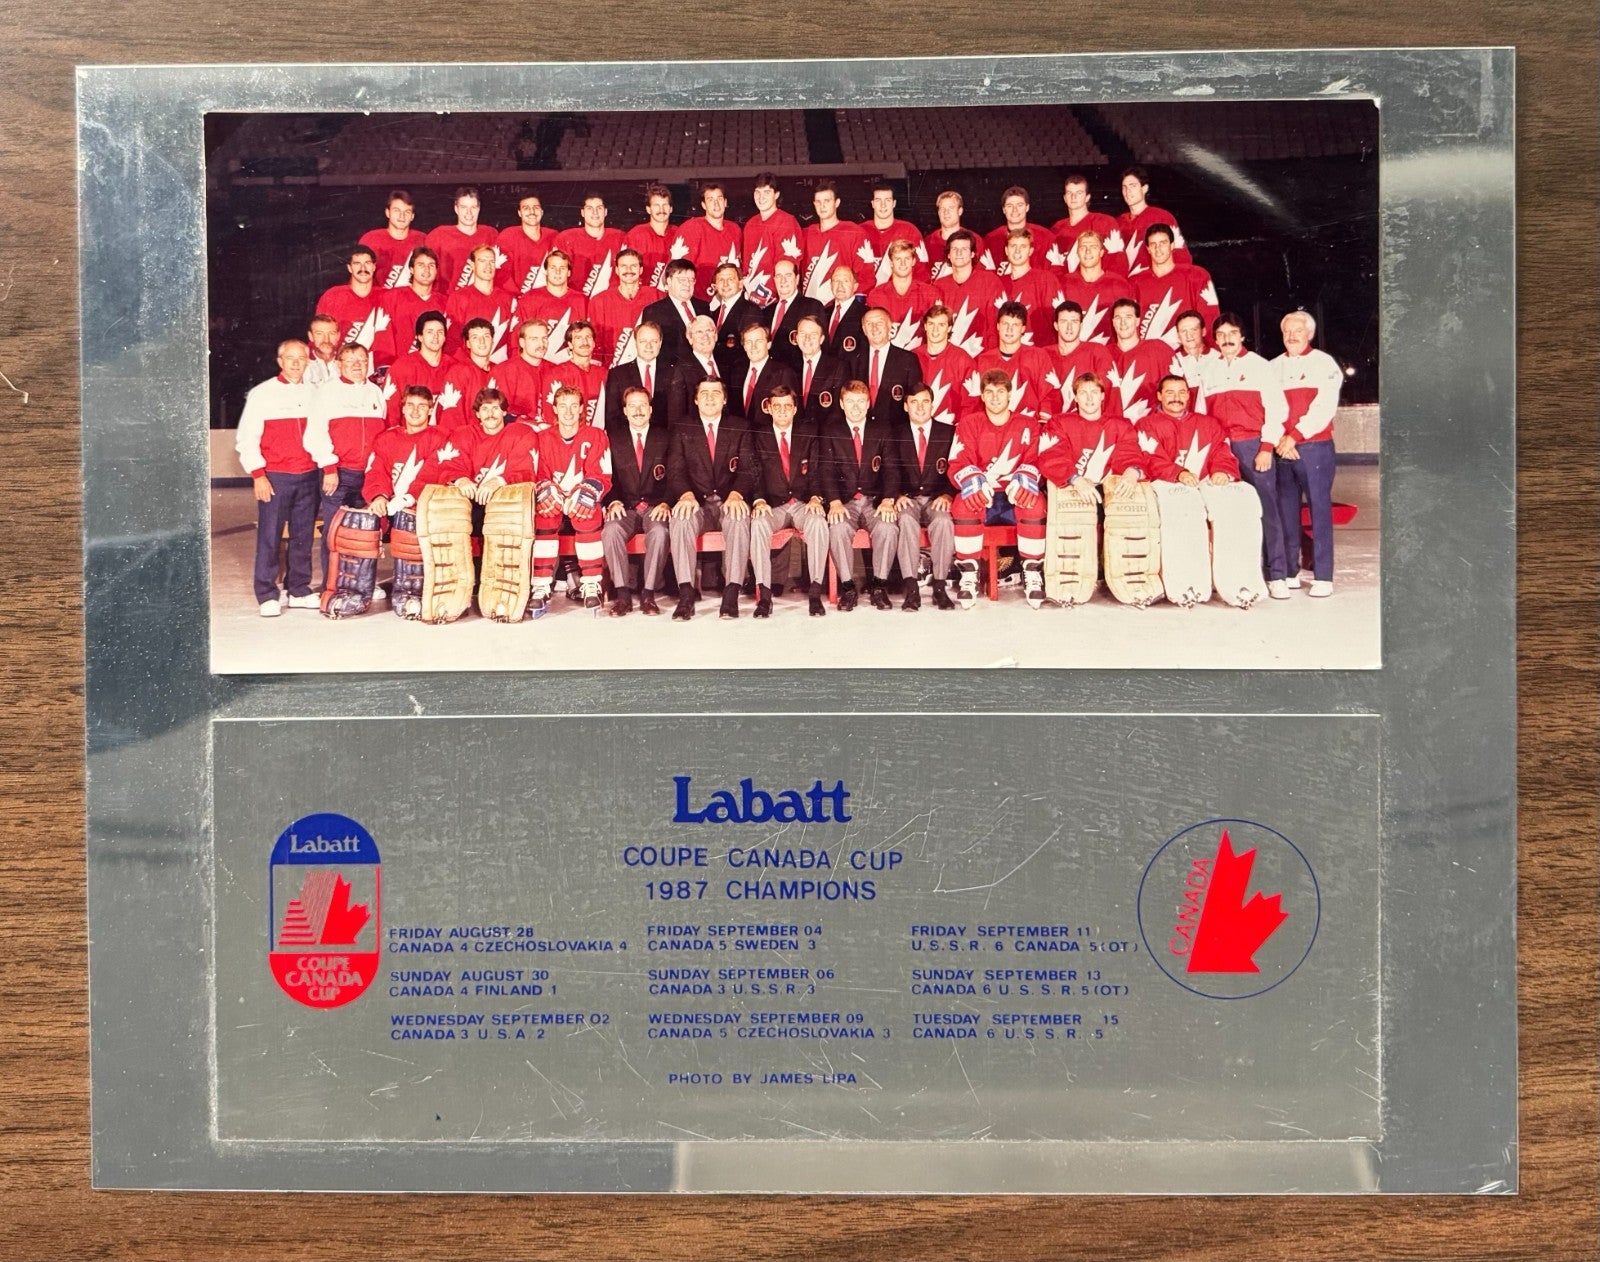 Labatt
COUPE CANADA CUP
1987 CHAMPIONS
Labatt
COUPE
CANADA
CUP
FRIDAY AUGUST 28
CANADA 4 CZECHOSLOVAKIA 4
SUNDAY AUGUST 30
CANADA 4 FINLAND 1
WEDNESDAY SEPTEMBER 02
CANADA 3 U.S.A. 2
FRIDAY SEPTEMBER 04
CANADA 5 SWEDEN 3
SUNDAY SEPTEMBER 06
CANADA 3 U.S.S.R. 3
WEDNESDAY SEPTEMBER 09
CANADA 5 CZECHOSLOVAKIA 3
FRIDAY SEPTEMBER 11
U.S.S.R. 6 CANADA 5 (OT)
SUNDAY SEPTEMBER 13
CANADA 6 U.S.S.R. 5 (OT)
TUESDAY SEPTEMBER 15
CANADA 6 U.S.S.R. 5
CANADA
PHOTO BY JAMES LIPA